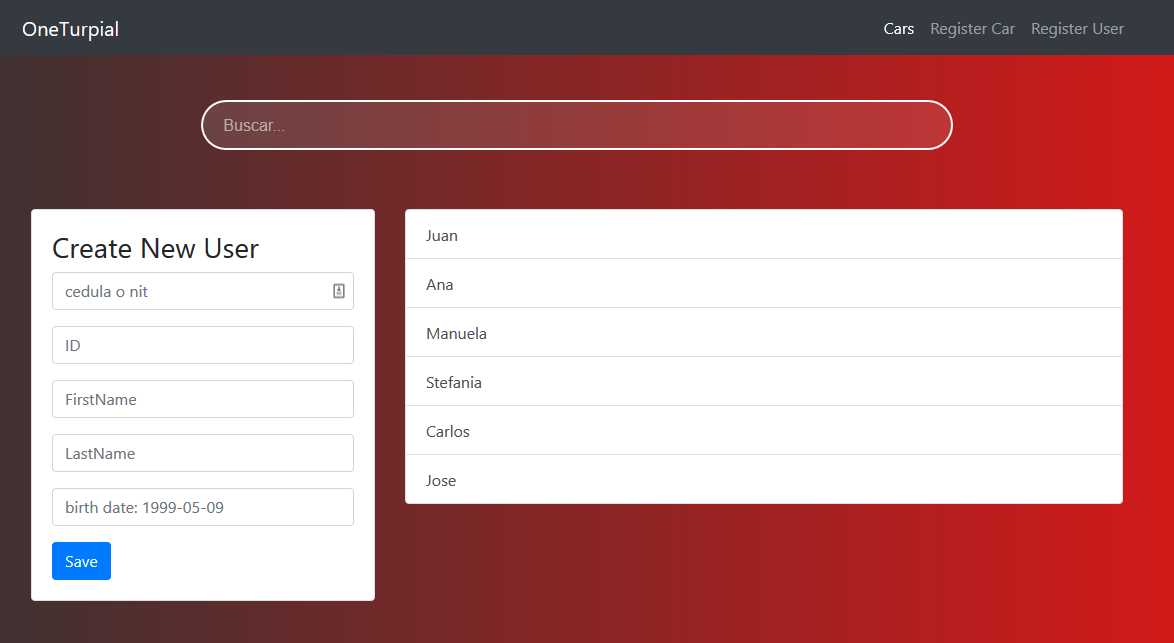 OneTurpial
Cars Register Car Register User
Buscar...
Create New User
cedula o nit
ID
FirstName
LastName
birth date: 1999-05-09
Save
Juan
Ana
Manuela
Stefania
Carlos
Jose